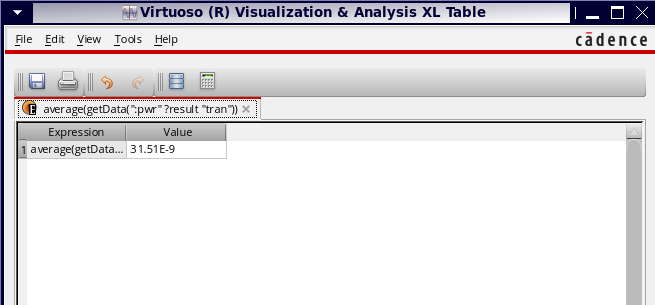 Virtuoso (R) Visualization & Analysis XL Table
File Edit View Tools Help
cādence
average(getData(":pwr" ?result "tran"))
Expression Value
1 average(getData... 31.51E-9